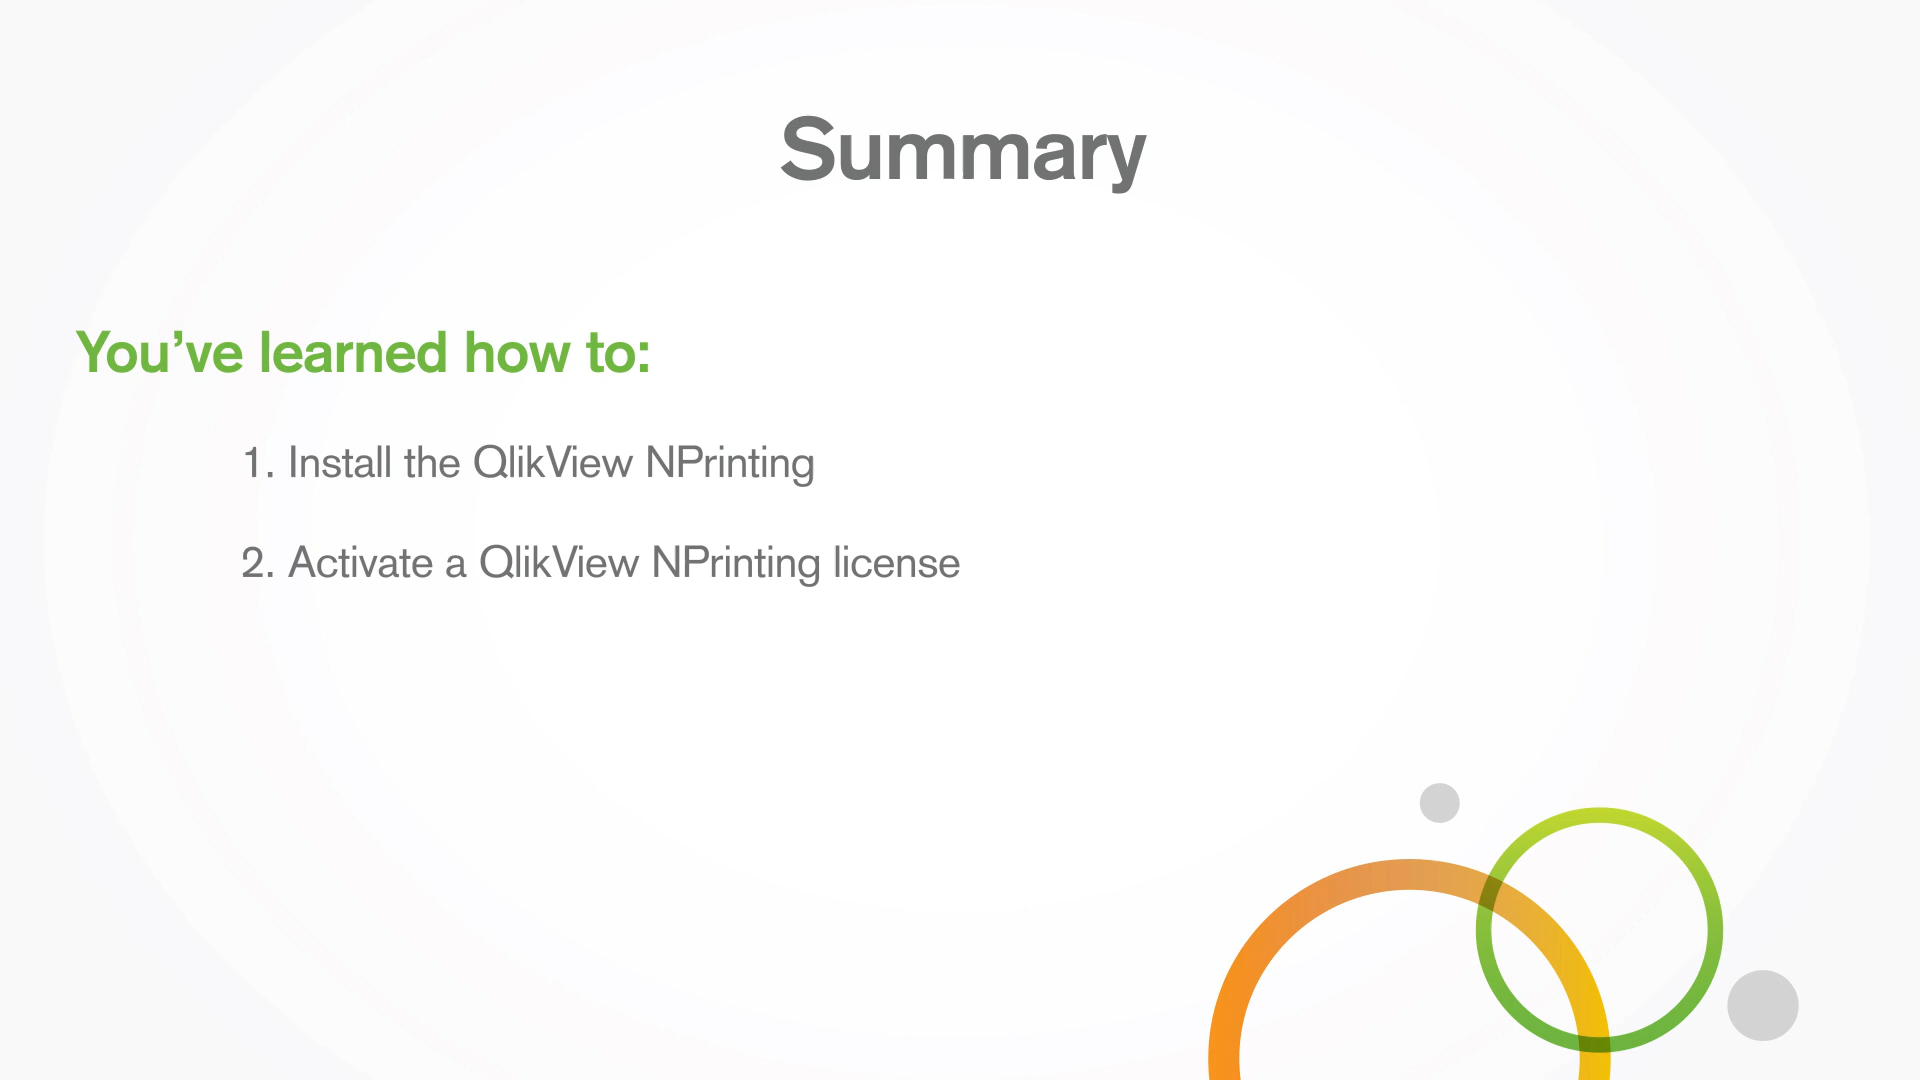 Summary
You’ve learned how to:
1. Install the QlikView NPrinting
2. Activate a QlikView NPrinting license